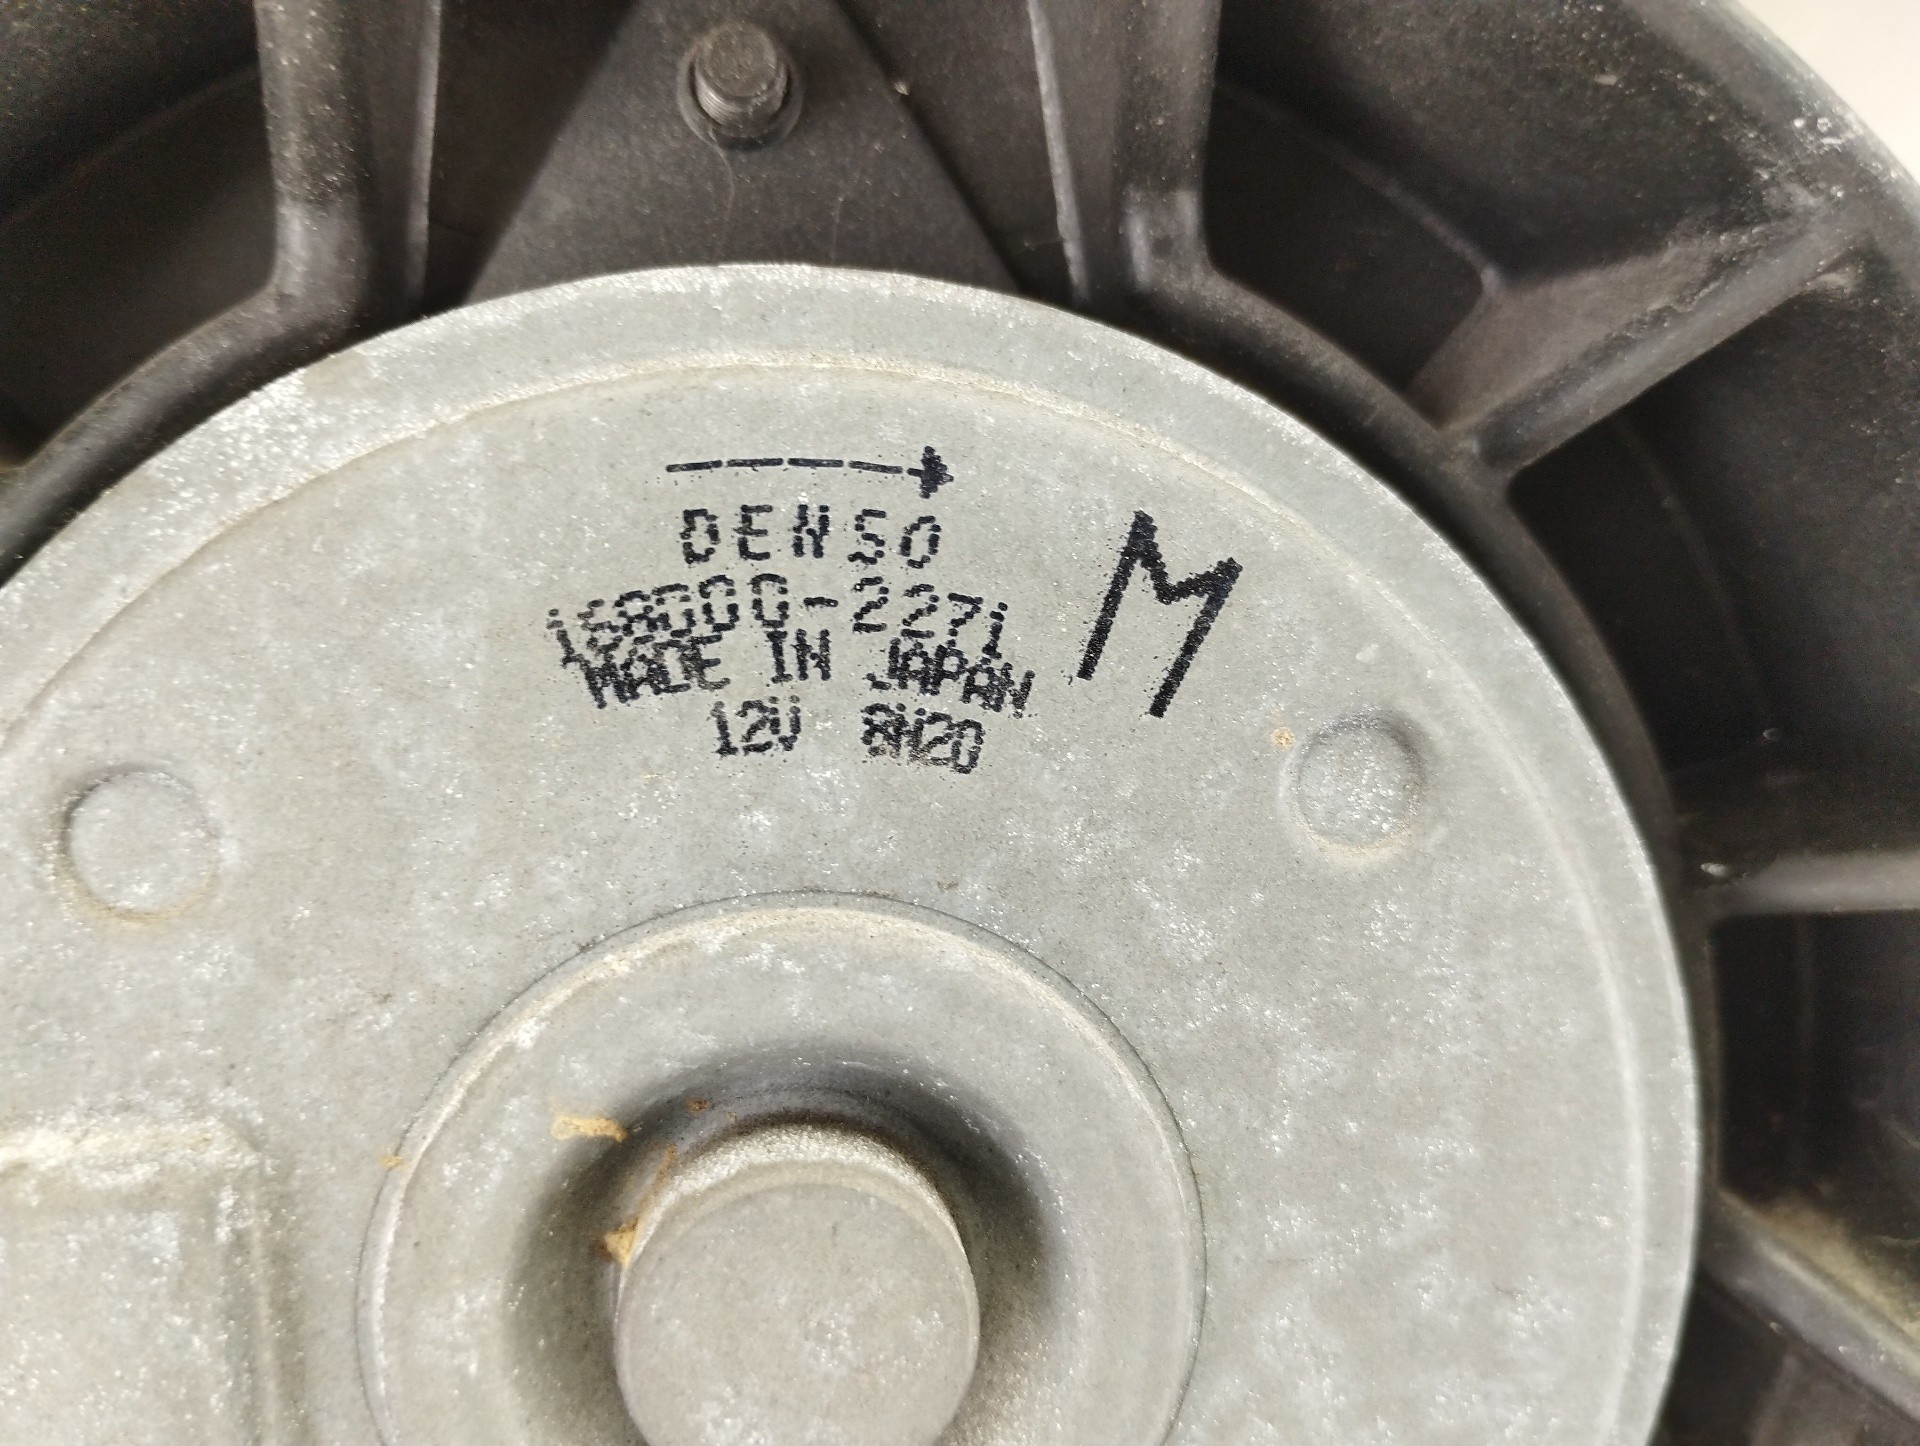 DENSO
168000-2271
MADE IN JAPAN
12V 8H20
M